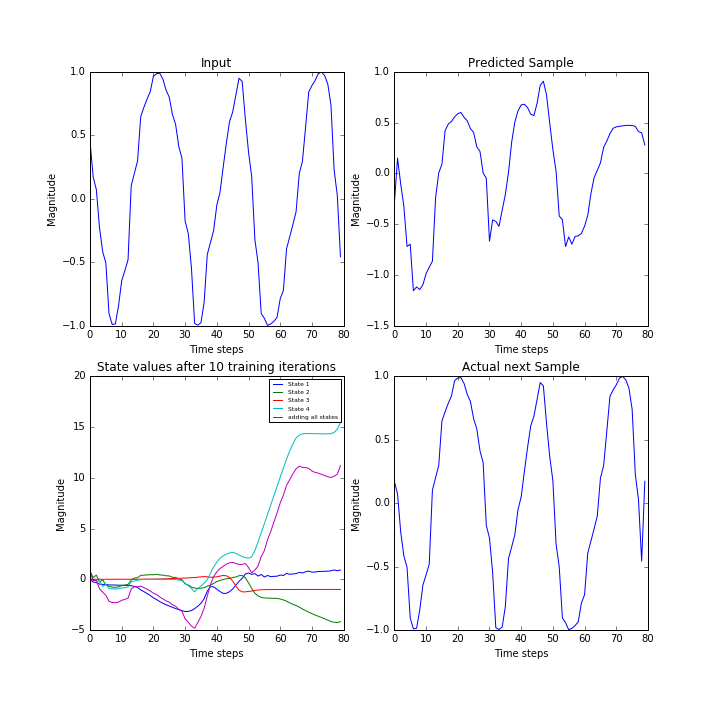 Input
Magnitude
1.0
0.5
0.0
−0.5
−1.0
0 10 20 30 40 50 60 70 80
Time steps
Predicted Sample
Magnitude
1.0
0.5
0.0
−0.5
−1.0
−1.5
0 10 20 30 40 50 60 70 80
Time steps
State values after 10 training iterations
Magnitude
20
15
10
5
0
−5
State 1
State 2
State 3
State 4
adding all states
0 10 20 30 40 50 60 70 80
Time steps
Actual next Sample
Magnitude
1.0
0.5
0.0
−0.5
−1.0
0 10 20 30 40 50 60 70 80
Time steps